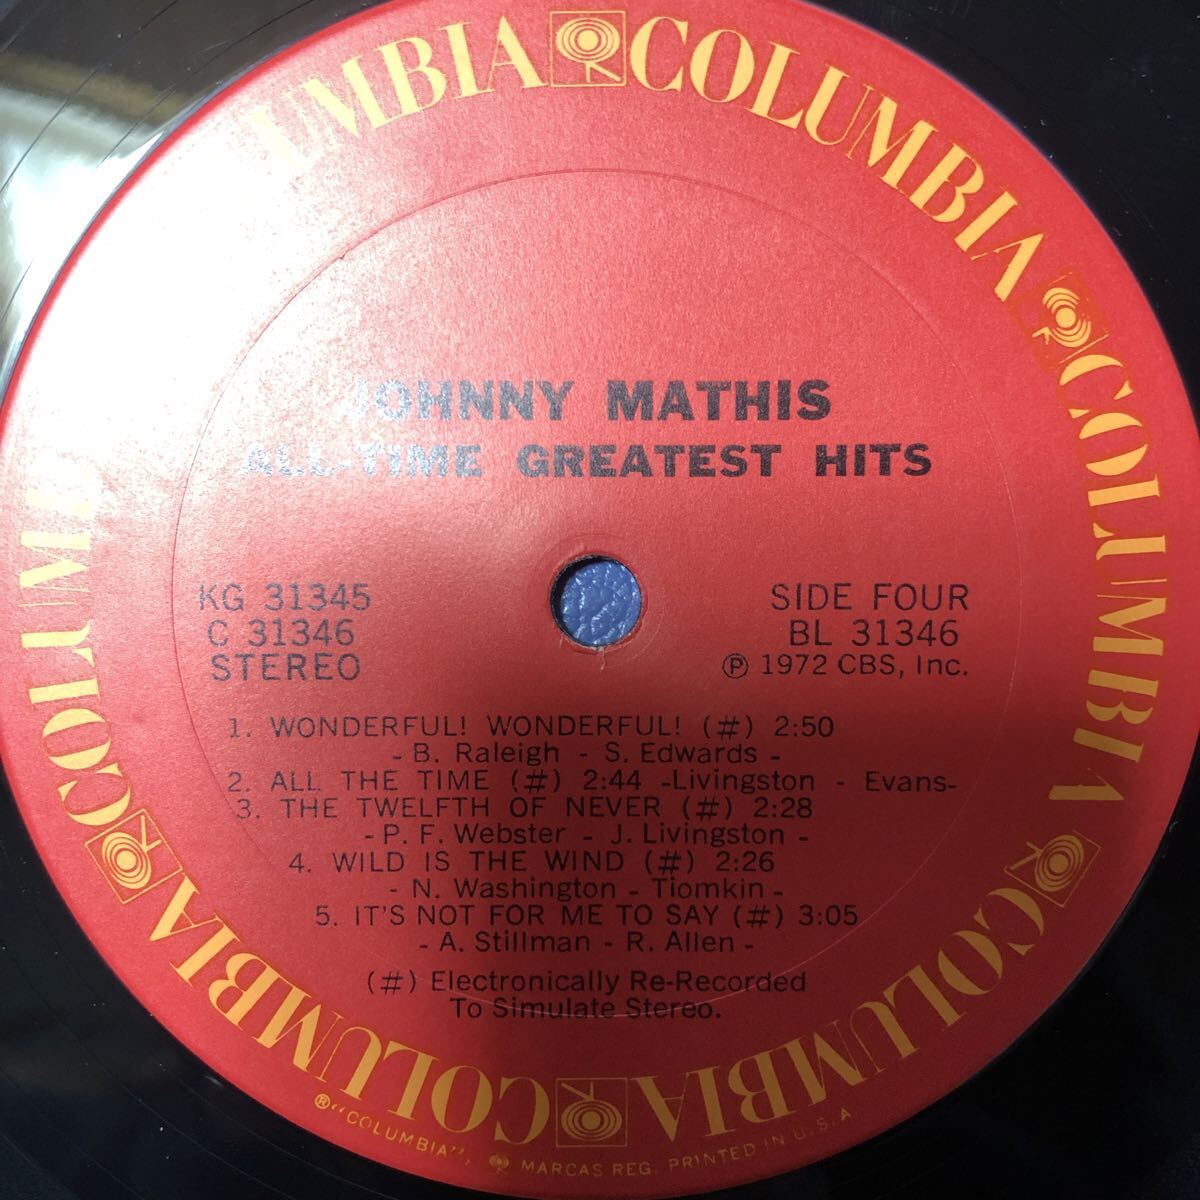 COLUMBIA COLUMBIA COLUMBIA COLUMBIA COLUMBIA COLUMBIA
JOHNNY MATHIS
ALL-TIME GREATEST HITS
KG 31345
C 31346
STEREO
SIDE FOUR
BL 31346
Ⓟ 1972 CBS, Inc.
1. WONDERFUL! WONDERFUL! (#) 2:50
- B. Raleigh - S. Edwards -
2. ALL THE TIME (#) 2:44 -Livingston - Evans-
3. THE TWELFTH OF NEVER (#) 2:28
- P. F. Webster - J. Livingston -
4. WILD IS THE WIND (#) 2:26
- N. Washington - Tiomkin -
5. IT'S NOT FOR ME TO SAY (#) 3:05
- A. Stillman - R. Allen -
(#) Electronically Re-Recorded
To Simulate Stereo.
® "COLUMBIA", MARCAS REG. PRINTED IN U.S.A